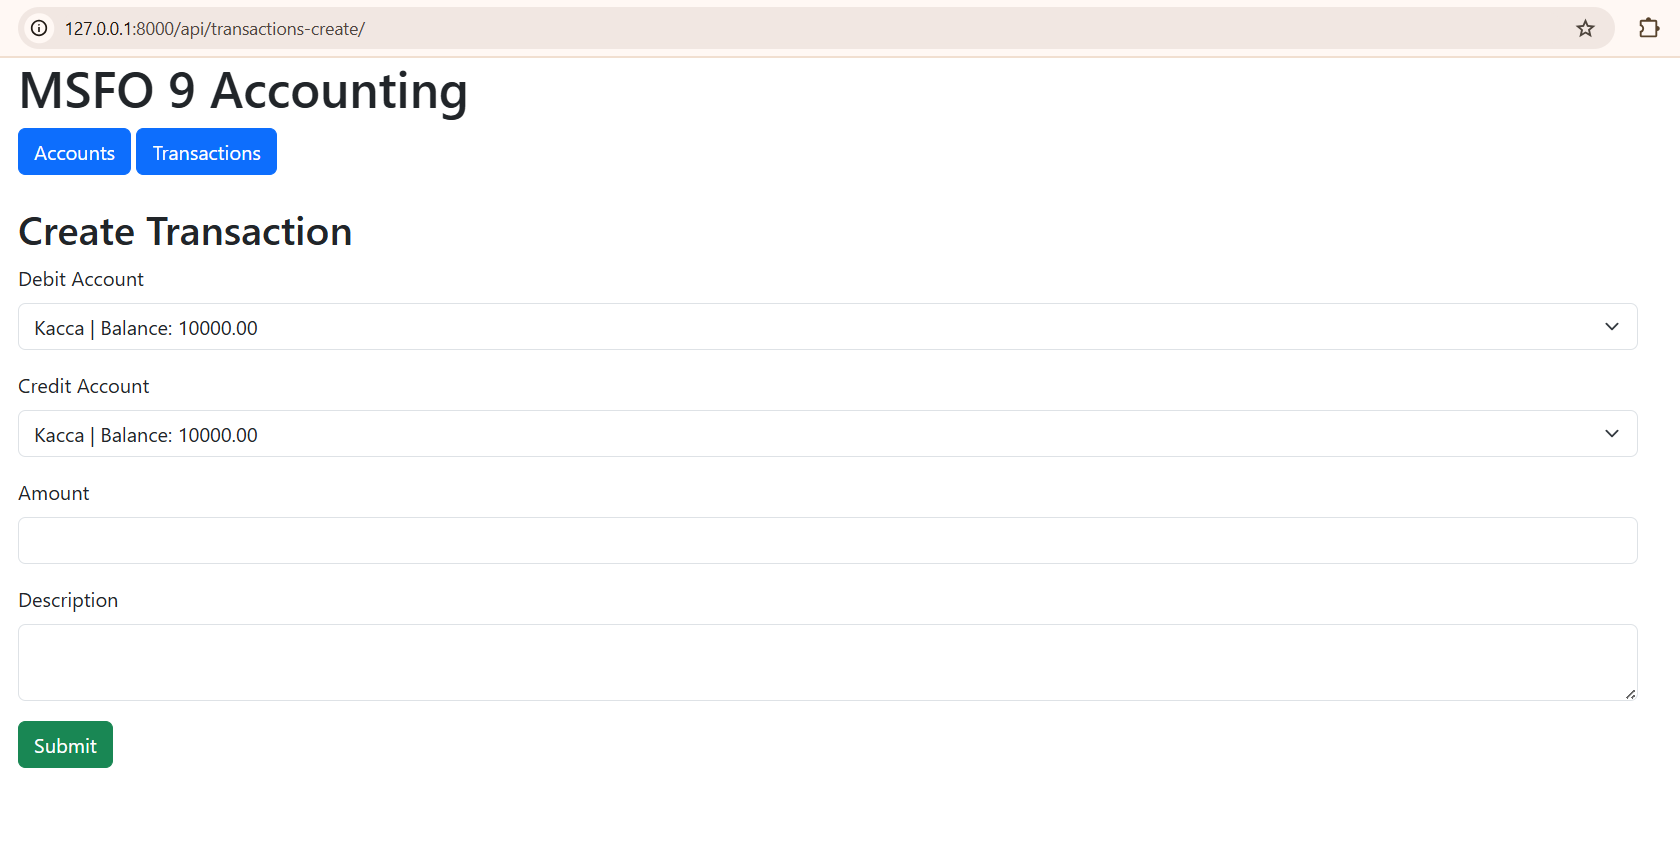 127.0.0.1:8000/api/transactions-create/
MSFO 9 Accounting
Accounts Transactions
Create Transaction
Debit Account
Kacca | Balance: 10000.00
Credit Account
Kacca | Balance: 10000.00
Amount
Description
Submit